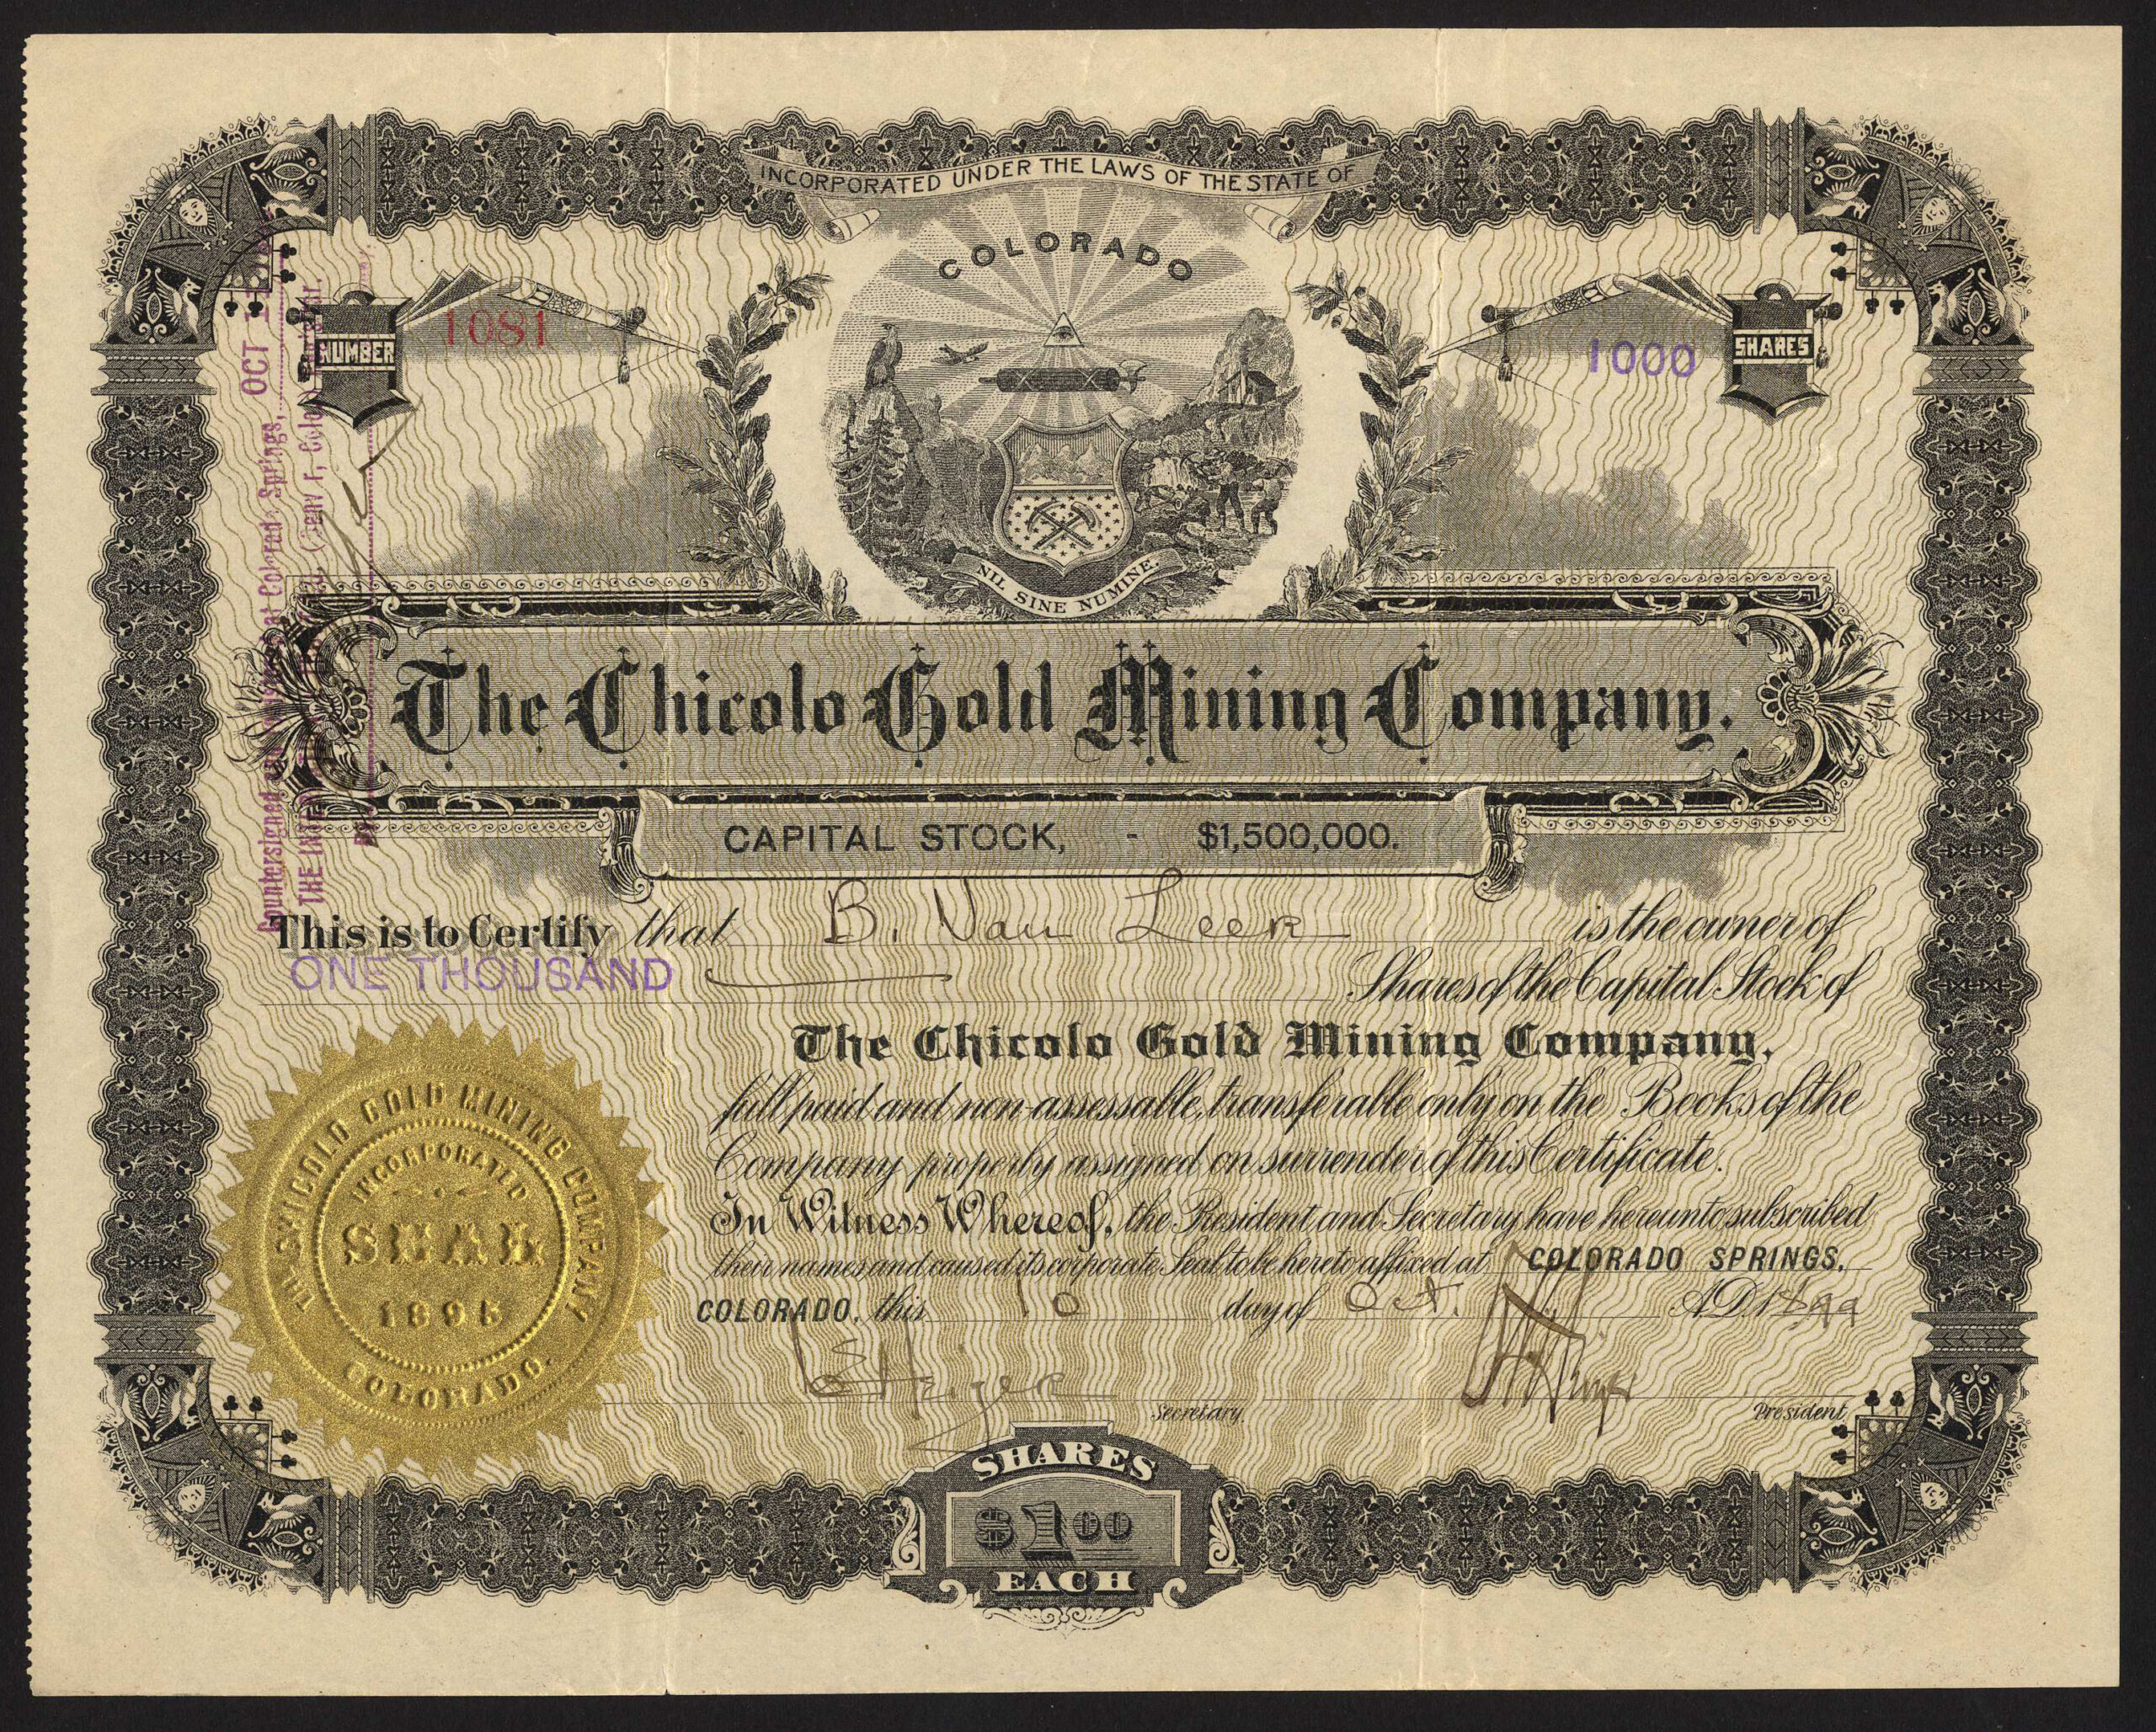 INCORPORATED UNDER THE LAWS OF THE STATE OF
COLORADO
NUMBER
1081
1000
SHARES
NIL SINE NUMINE.
The Chicolo Gold Mining Company.
CAPITAL STOCK, - $1,500,000.
This is to Certify that B. Van Leer is the owner of
ONE THOUSAND Shares of the Capital Stock of
The Chicolo Gold Mining Company,
full paid and non-assessable, transferable only on the Books of the
Company properly assigned on surrender of this Certificate.
In Witness Whereof, the President and Secretary have hereunto subscribed
their names and caused its corporate Seal to be hereto affixed at COLORADO SPRINGS,
COLORADO, this 10 day of Oct. A.D. 1899
Secretary.
President
SHARES
$1.00
EACH
THE CHICOLO GOLD MINING COMPANY
INCORPORATED
SEAL
1895
COLORADO.
Countersigned at Colorado Springs, OCT